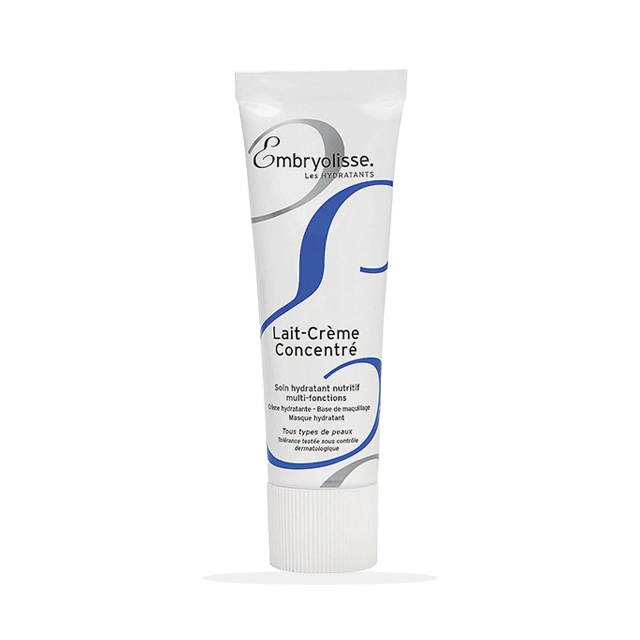 Embryolisse.
Les HYDRATANTS
Lait-Crème
Concentré
Soin hydratant nutritif
multi-fonctions
Crème hydratante - Base de maquillage
Masque hydratant
Tous types de peaux
Tolérance testée sous contrôle
dermatologique